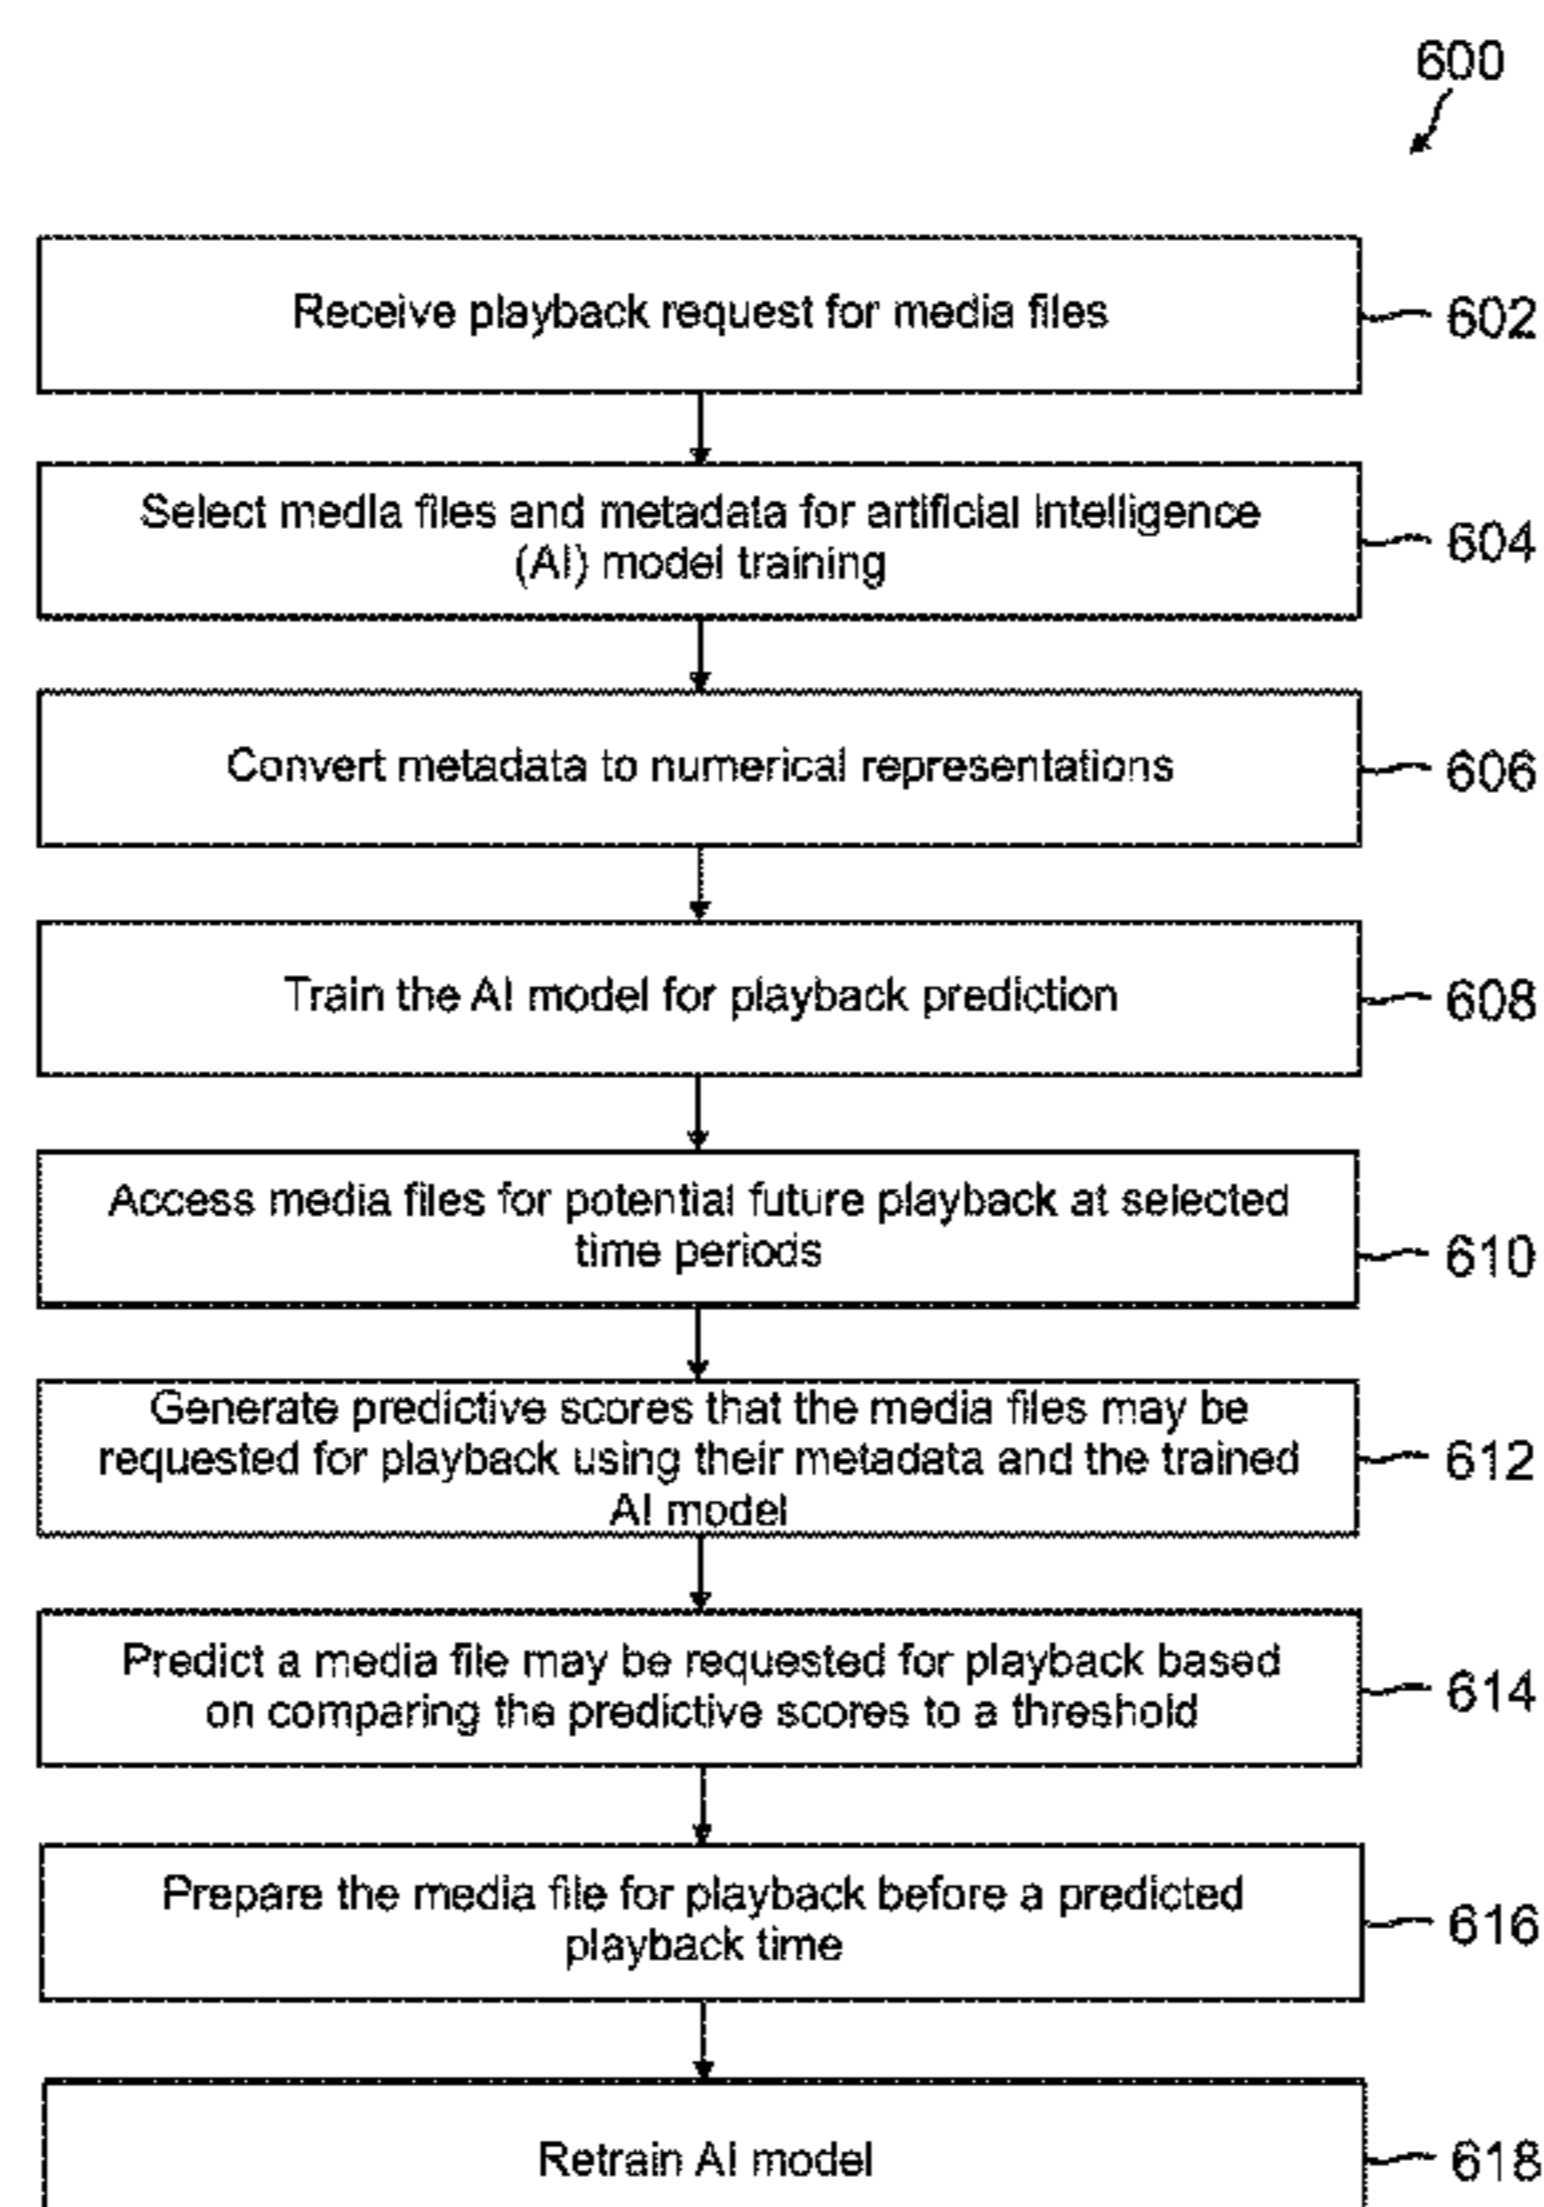 600
Receive playback request for media files
602
Select media files and metadata for artificial intelligence
(AI) model training
604
Convert metadata to numerical representations
606
Train the AI model for playback prediction
608
Access media files for potential future playback at selected
time periods
610
Generate predictive scores that the media files may be
requested for playback using their metadata and the trained
AI model
612
Predict a media file may be requested for playback based
on comparing the predictive scores to a threshold
614
Prepare the media file for playback before a predicted
playback time
616
Retrain AI model
618